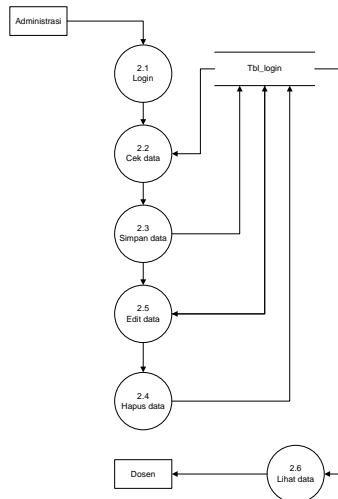 Administrasi
2.1
Login
Tbl_login
2.2
Cek data
2.3
Simpan data
2.5
Edit data
2.4
Hapus data
Dosen
2.6
Lihat data